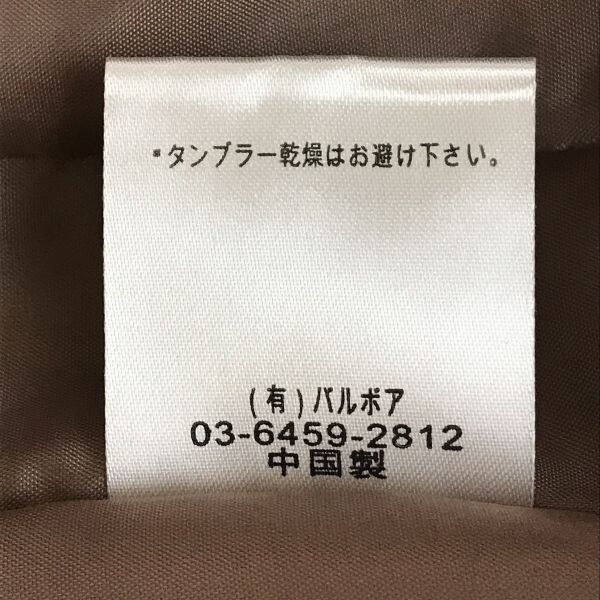 *タンブラー乾燥はお避け下さい。
(有)バルボア
03-6459-2812
中国製